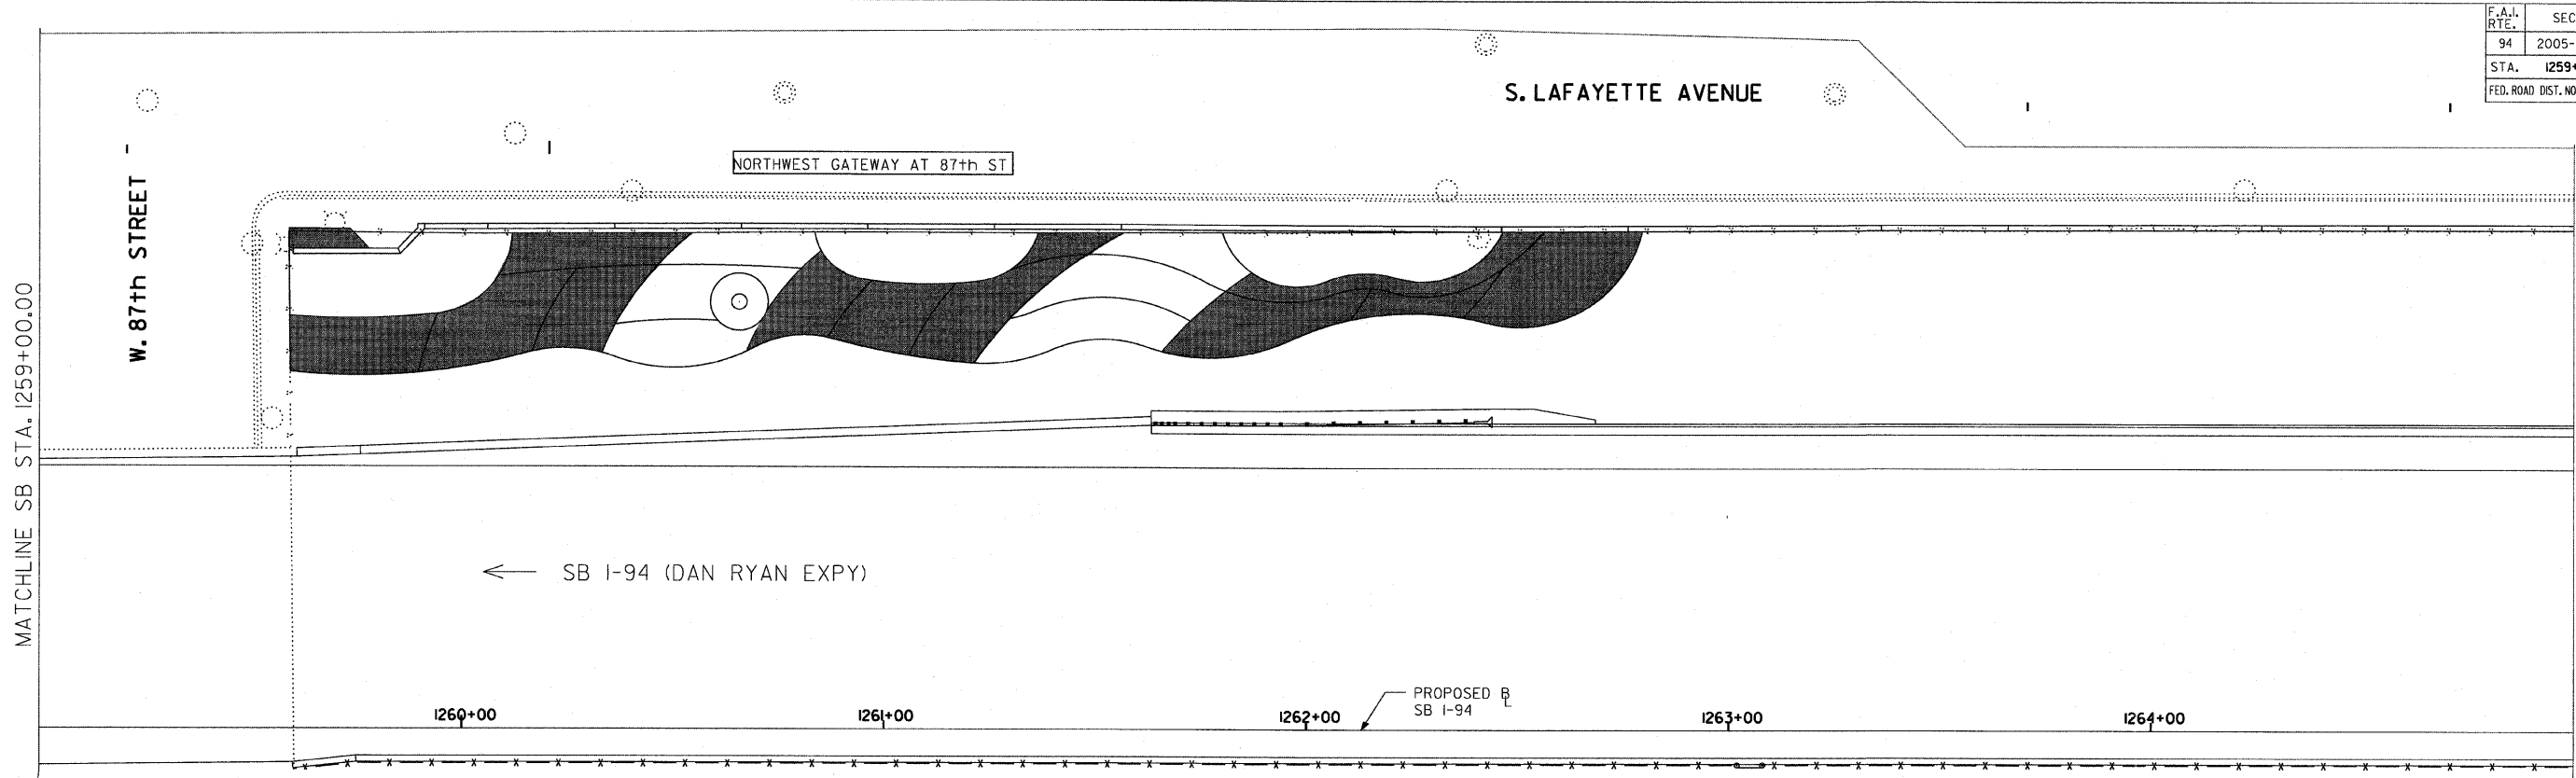 F.A.I.
RTE.
SEC
94
2005-
STA. 1259+
FED. ROAD DIST. NO
S. LAFAYETTE AVENUE
NORTHWEST GATEWAY AT 87th ST
W. 87th STREET
MATCHLINE SB STA. 1259+00.00
← SB I-94 (DAN RYAN EXPY)
PROPOSED BL
SB I-94
1260+00
1261+00
1262+00
1263+00
1264+00